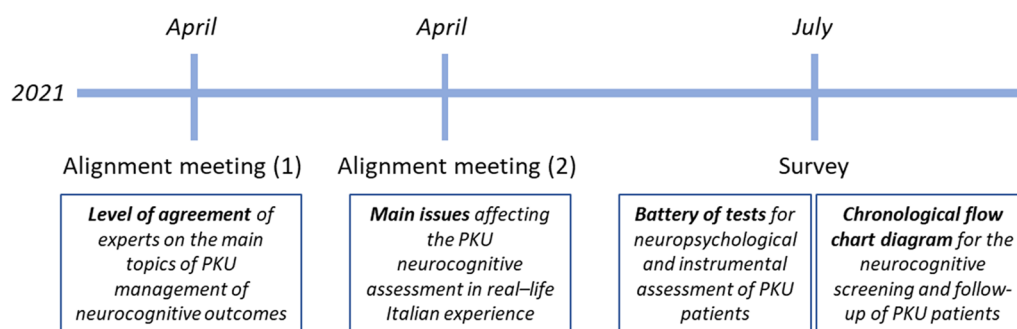 April
April
July
2021
Alignment meeting (1)
Alignment meeting (2)
Survey
Level of agreement of
experts on the main
topics of PKU
management of
neurocognitive outcomes
Main issues affecting
the PKU
neurocognitive
assessment in real–life
Italian experience
Battery of tests for
neuropsychological
and instrumental
assessment of PKU
patients
Chronological flow
chart diagram for the
neurocognitive
screening and follow-
up of PKU patients